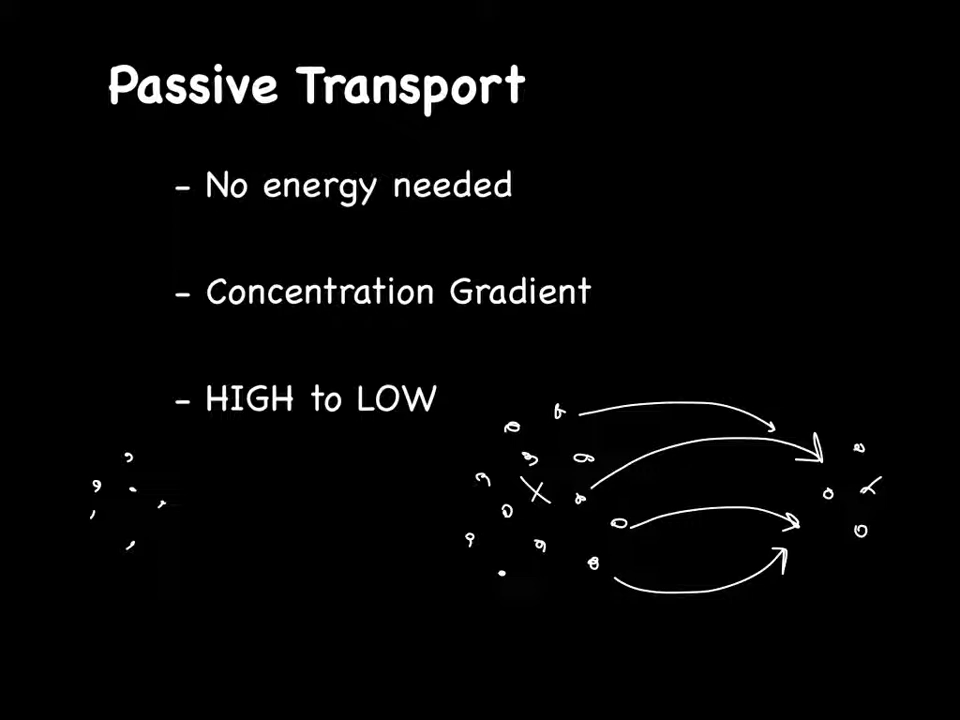 Passive Transport
- No energy needed
- Concentration Gradient
- HIGH to LOW